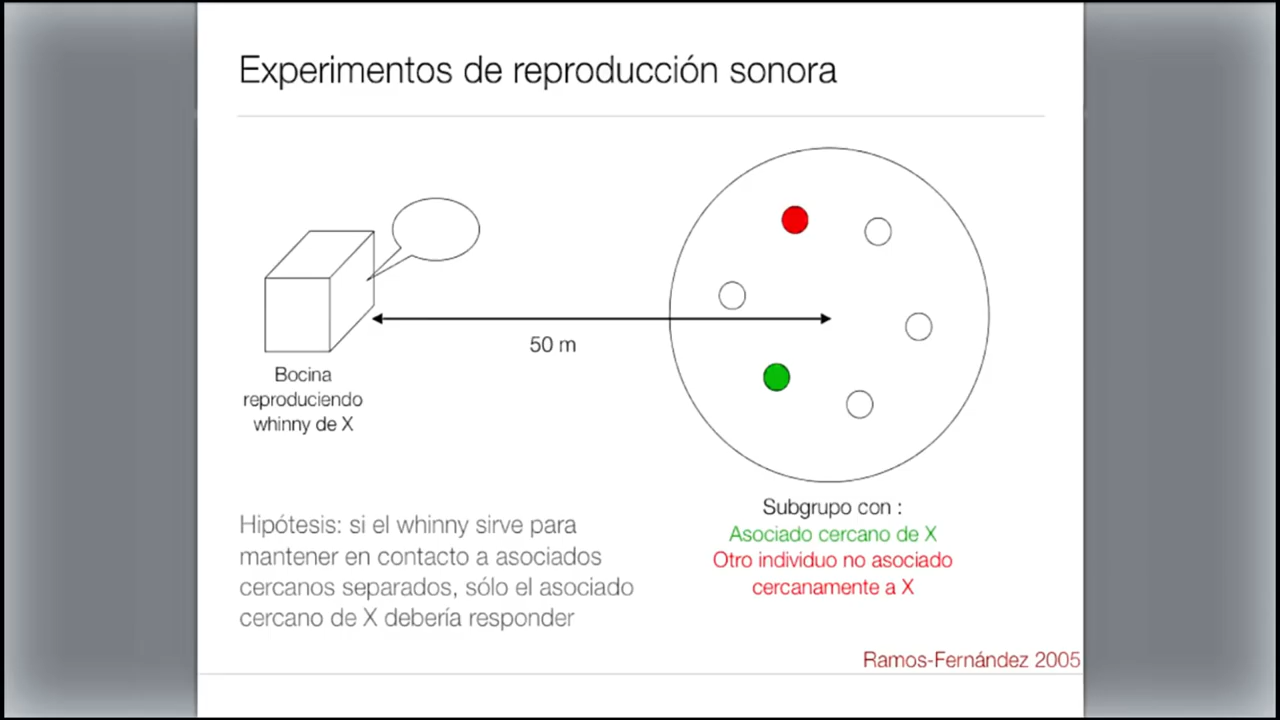 Experimentos de reproducción sonora
50 m
Bocina
reproduciendo
whinny de X
Hipótesis: si el whinny sirve para
mantener en contacto a asociados
cercanos separados, sólo el asociado
cercano de X debería responder
Subgrupo con :
Asociado cercano de X
Otro individuo no asociado
cercanamente a X
Ramos-Fernández 2005